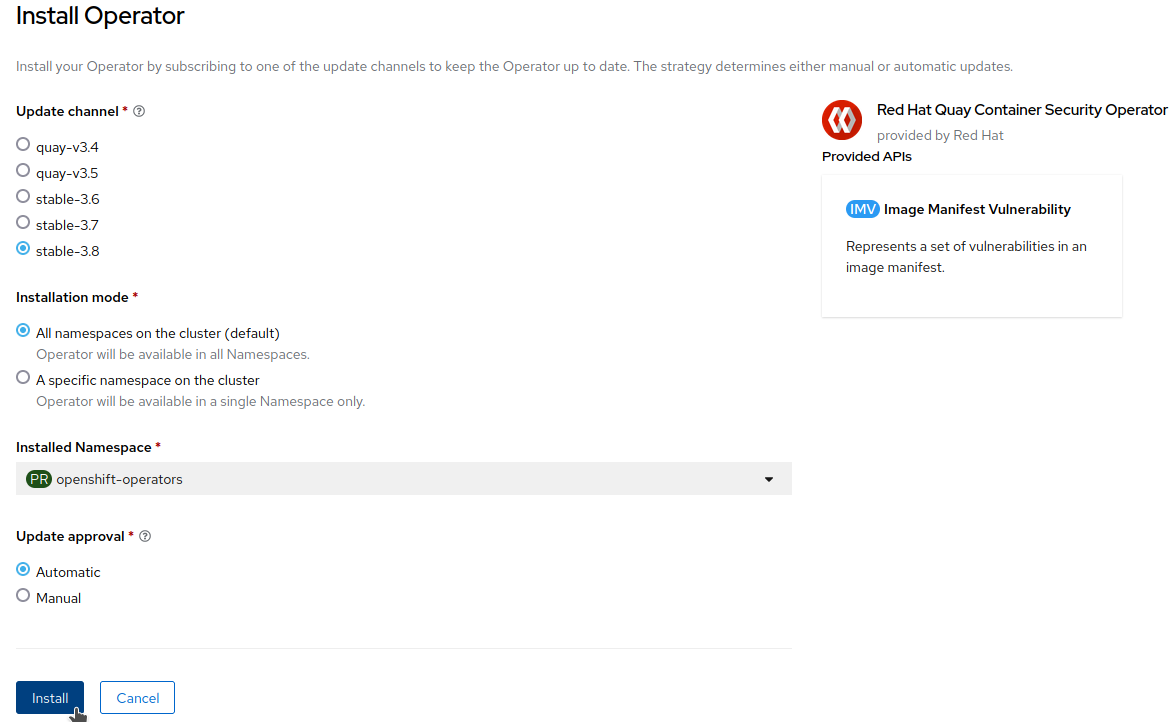 Install Operator
Install your Operator by subscribing to one of the update channels to keep the Operator up to date. The strategy determines either manual or automatic updates.
Update channel *
quay-v3.4
quay-v3.5
stable-3.6
stable-3.7
stable-3.8
Installation mode *
All namespaces on the cluster (default)
Operator will be available in all Namespaces.
A specific namespace on the cluster
Operator will be available in a single Namespace only.
Installed Namespace *
PR openshift-operators
Update approval *
Automatic
Manual
Install
Cancel
Red Hat Quay Container Security Operator
provided by Red Hat
Provided APIs
IMV Image Manifest Vulnerability
Represents a set of vulnerabilities in an
image manifest.